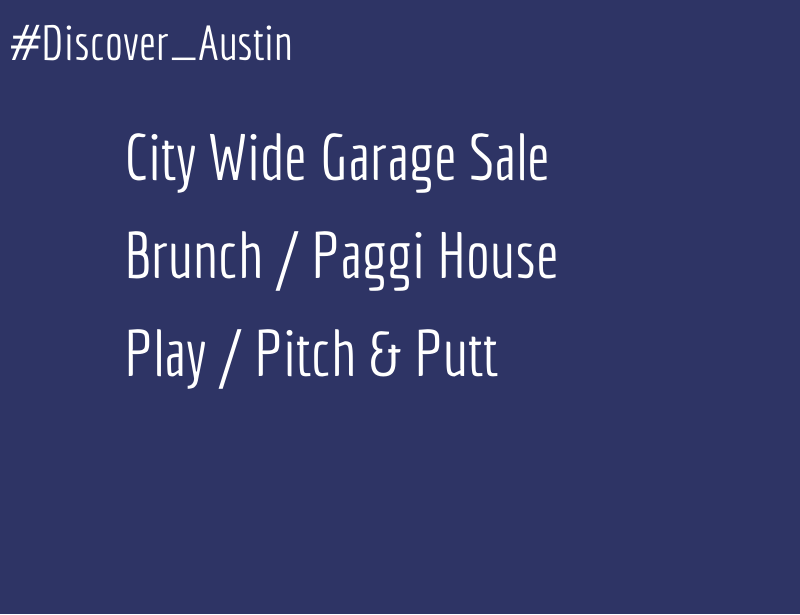 #Discover_Austin
City Wide Garage Sale
Brunch / Paggi House
Play / Pitch & Putt